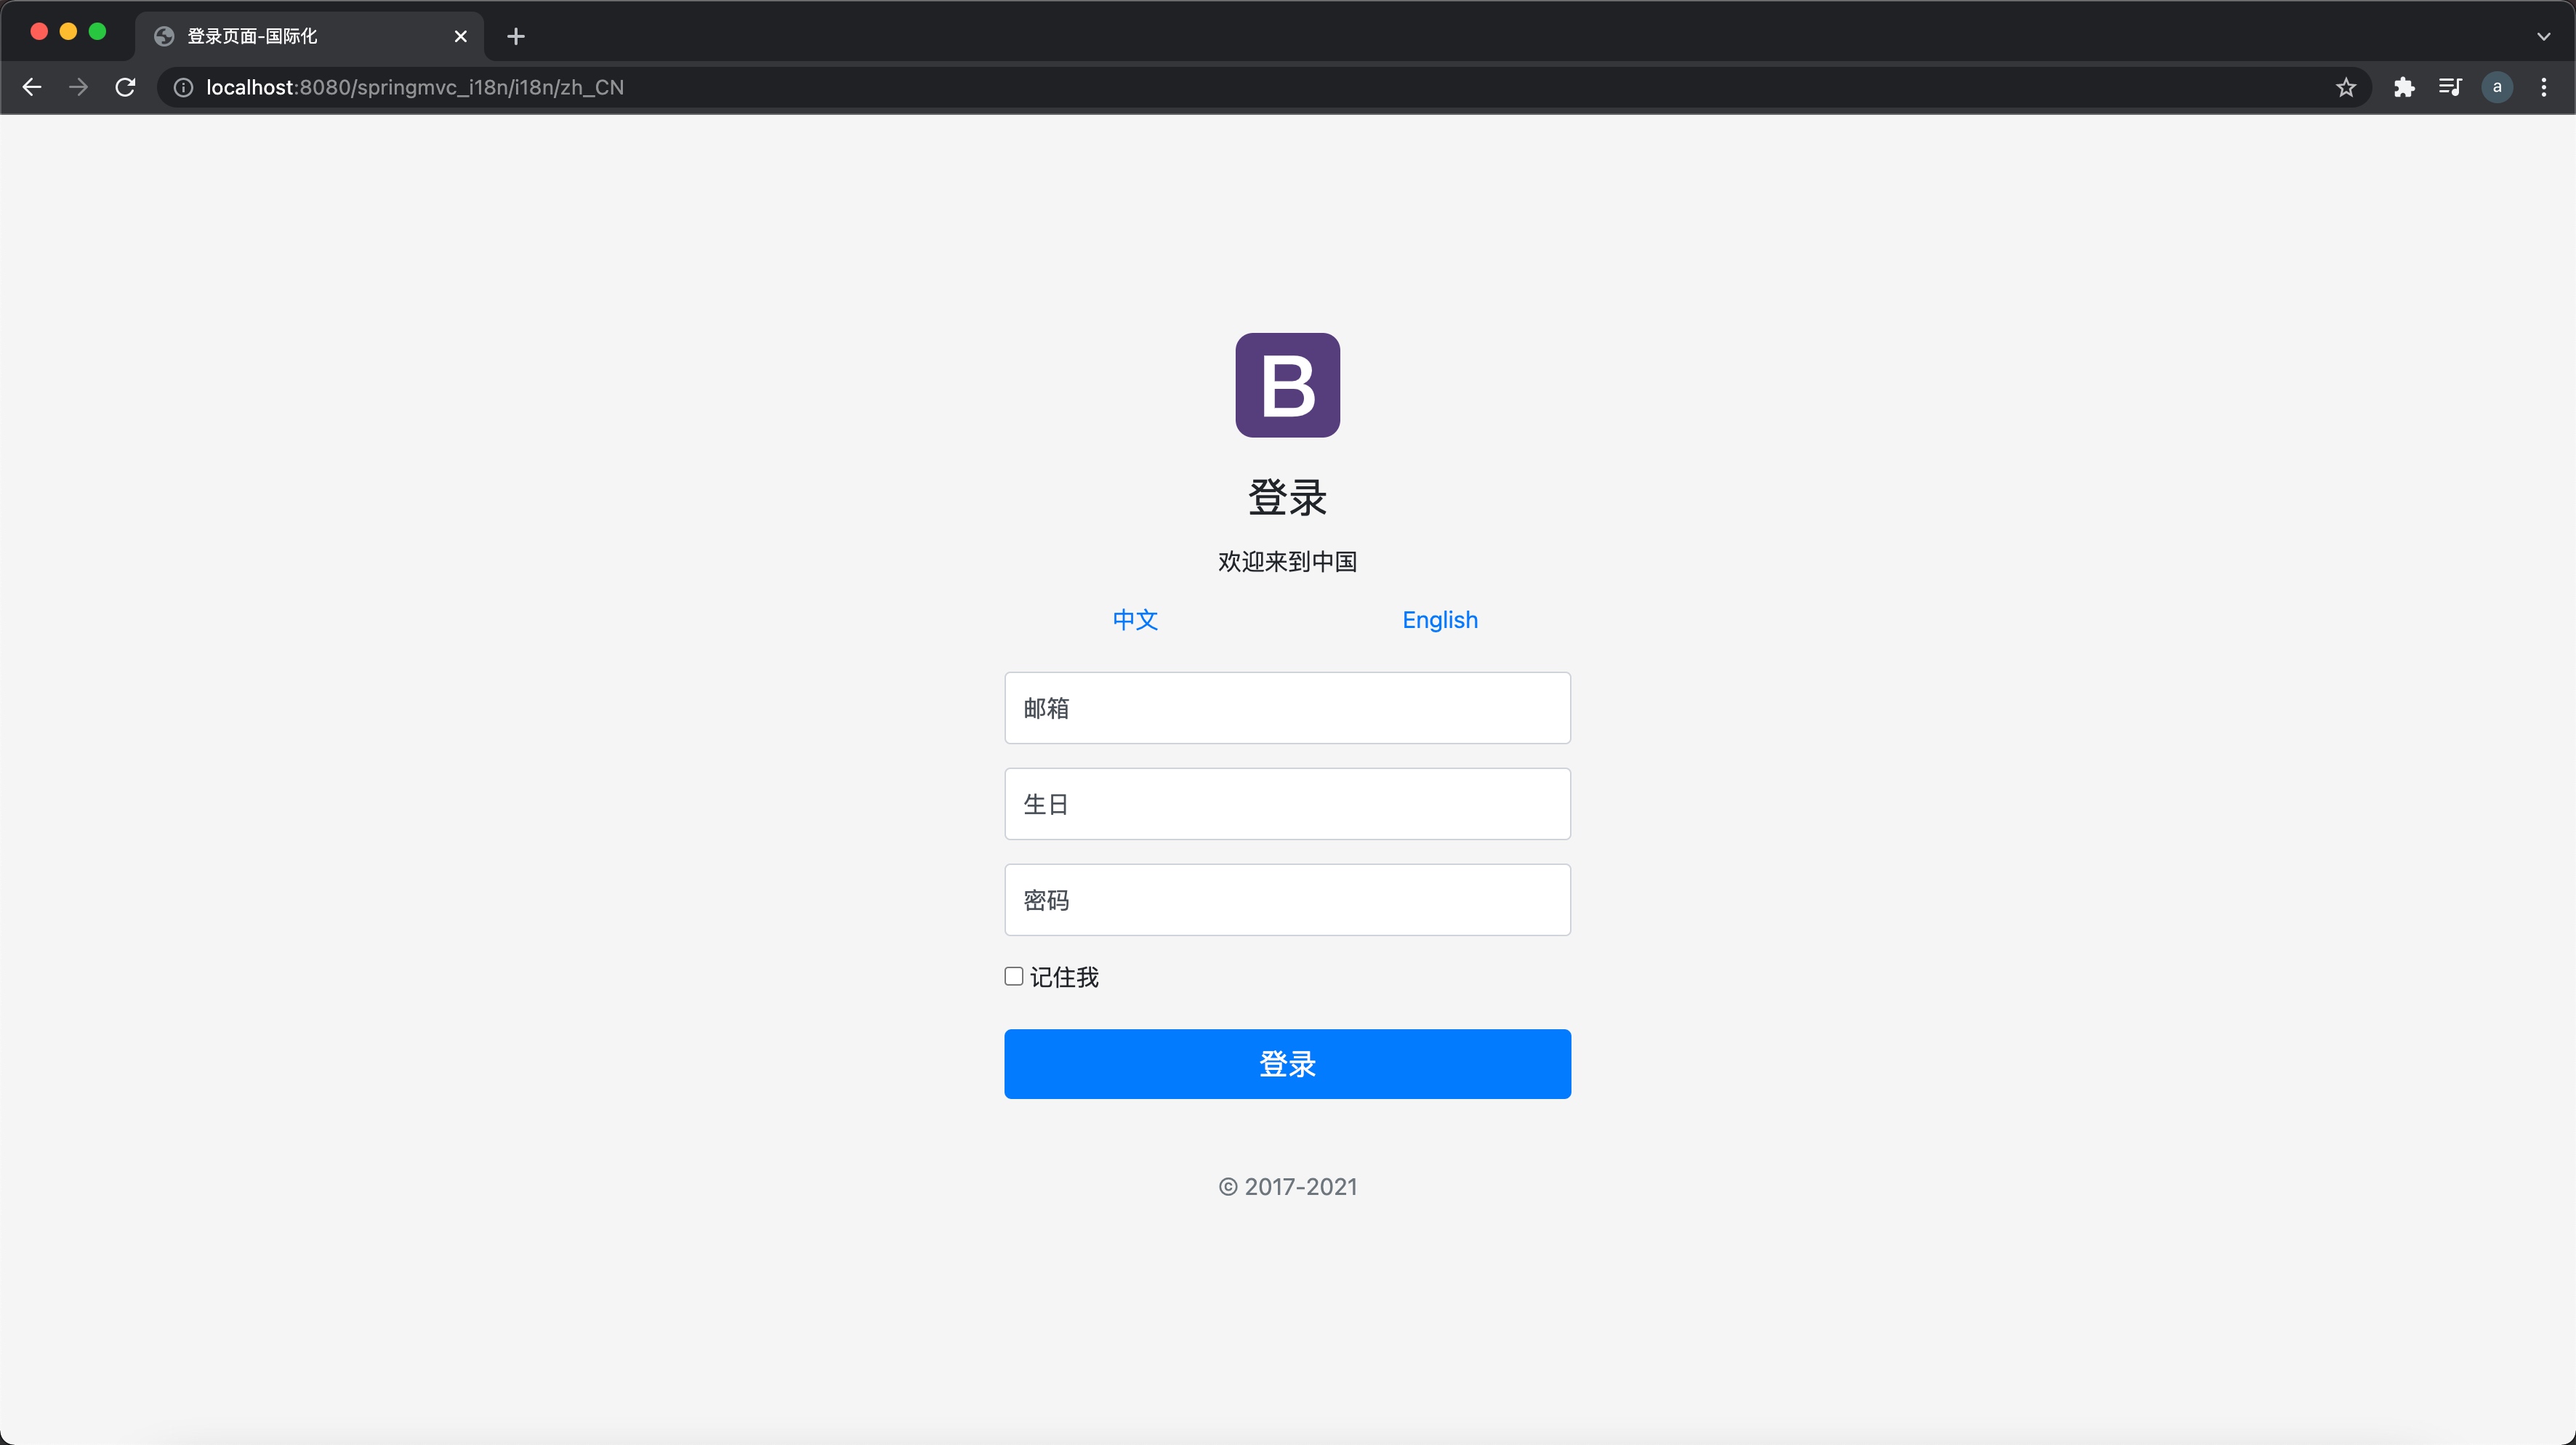 登录页面-国际化
localhost:8080/springmvc_i18n/i18n/zh_CN
a
B
登录
欢迎来到中国
中文 English
邮箱
生日
密码
记住我
登录
© 2017-2021